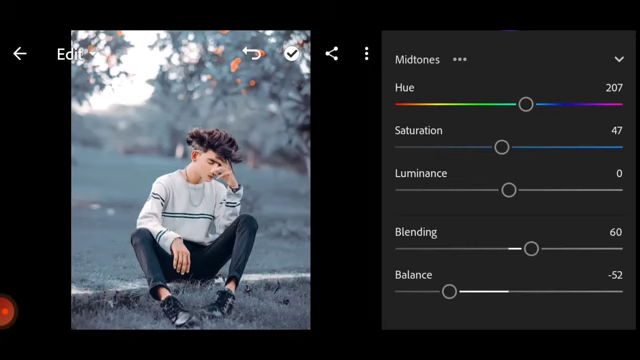 Edit
Midtones
Hue 207
Saturation 47
Luminance 0
Blending 60
Balance -52